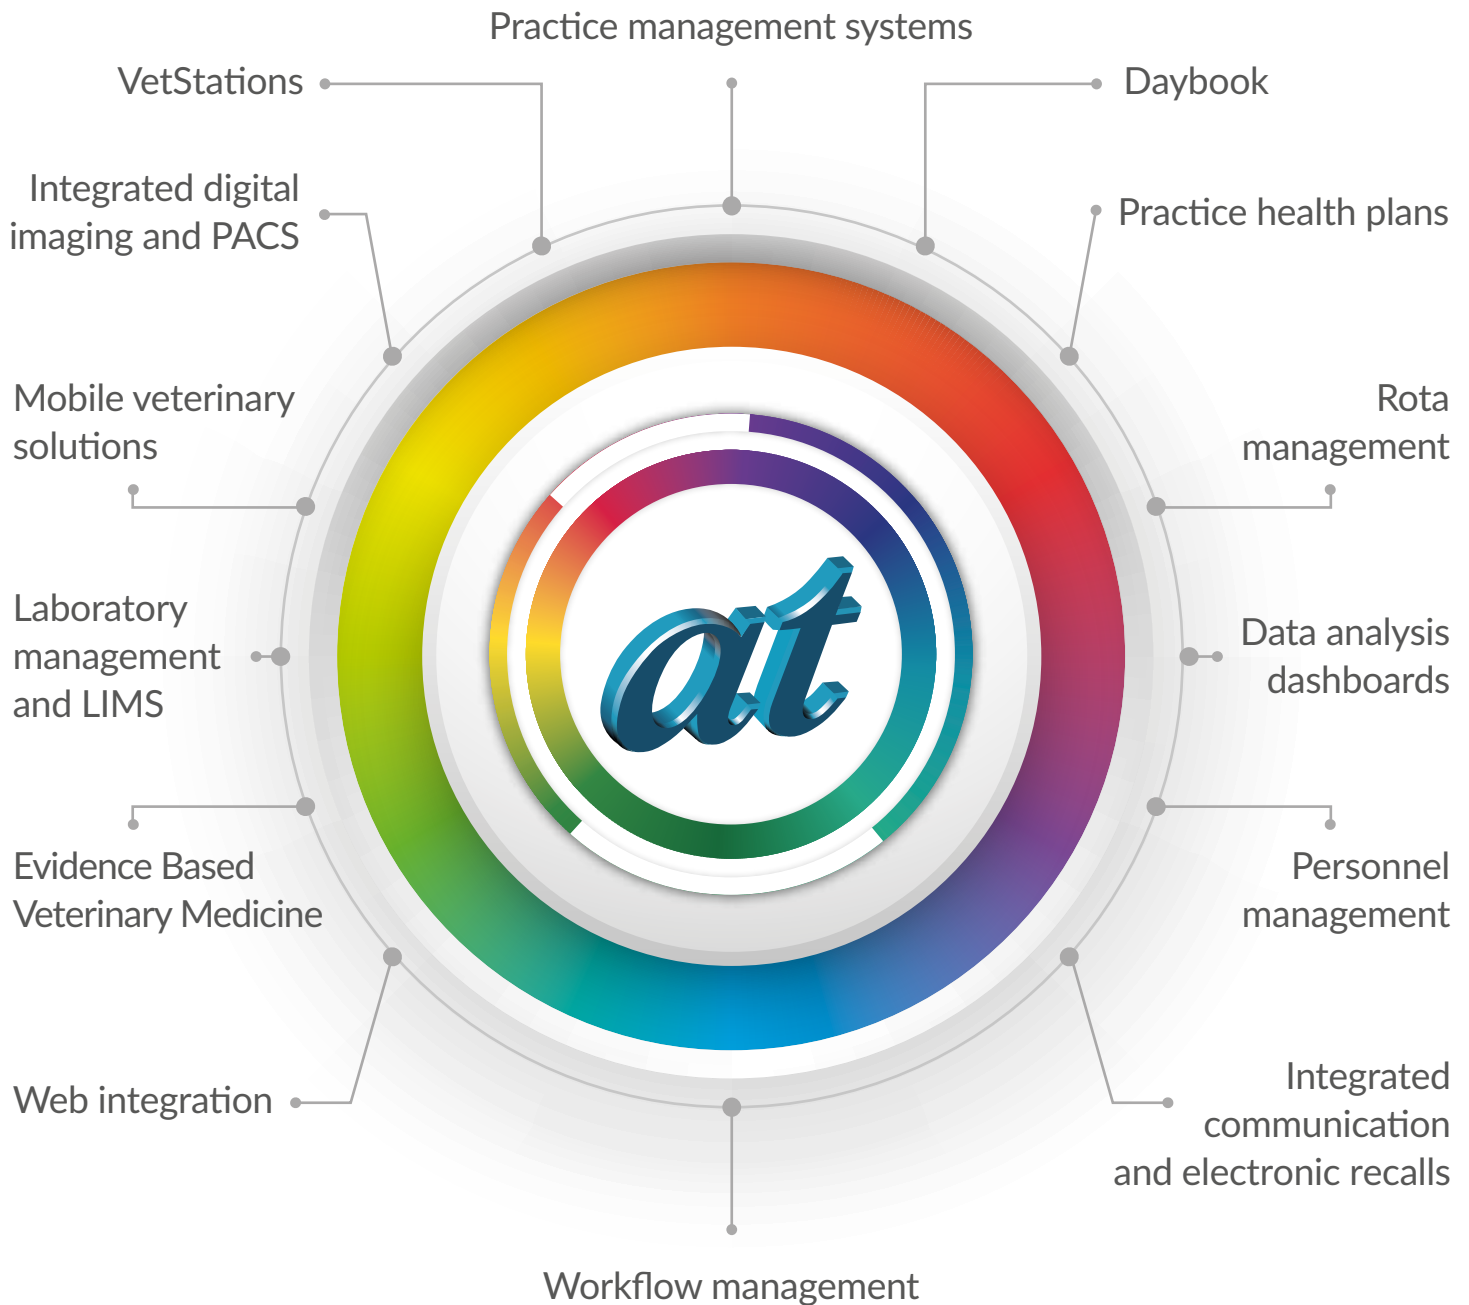 Practice management systems
VetStations
Daybook
Integrated digital
imaging and PACS
Practice health plans
Mobile veterinary
solutions
Rota
management
Laboratory
management
and LIMS
at
Data analysis
dashboards
Evidence Based
Veterinary Medicine
Personnel
management
Web integration
Integrated
communication
and electronic recalls
Workflow management